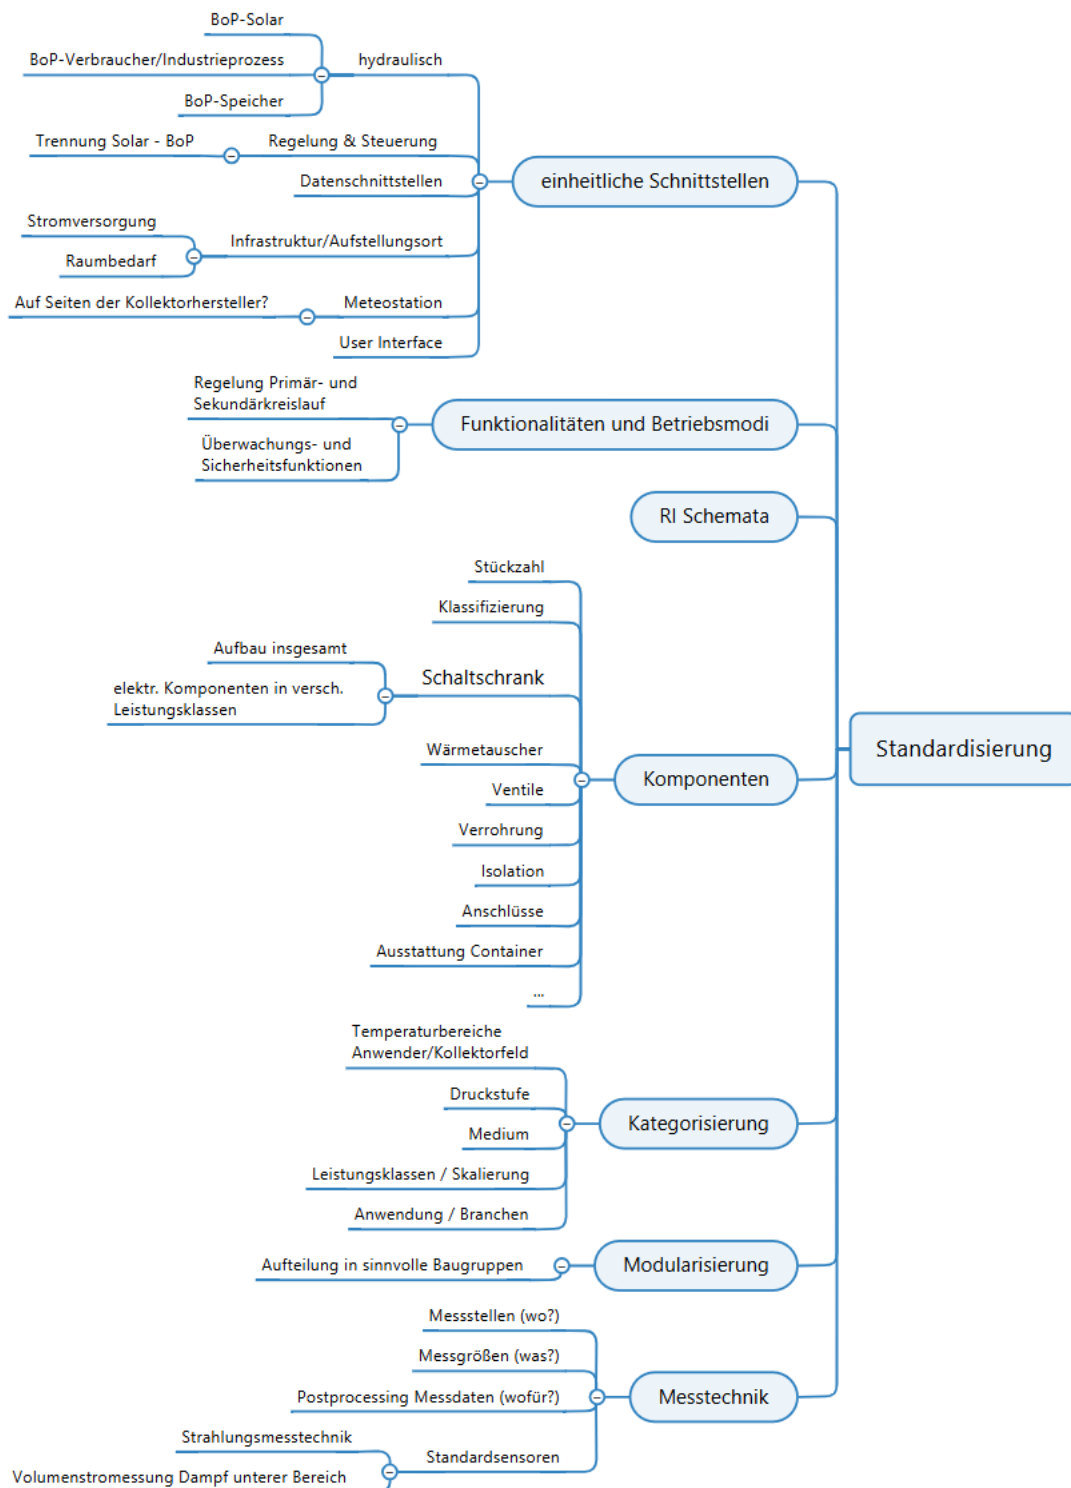 BoP-Solar
BoP-Verbraucher/Industrieprozess
hydraulisch
BoP-Speicher
Trennung Solar - BoP
Regelung & Steuerung
einheitliche Schnittstellen
Datenschnittstellen
Stromversorgung
Infrastruktur/Aufstellungsort
Raumbedarf
Auf Seiten der Kollektorhersteller?
Meteostation
User Interface
Regelung Primär- und
Sekundärkreislauf
Funktionalitäten und Betriebsmodi
Überwachungs- und
Sicherheitsfunktionen
RI Schemata
Stückzahl
Klassifizierung
Aufbau insgesamt
Schaltschrank
elektr. Komponenten in versch.
Leistungsklassen
Standardisierung
Wärmetauscher
Komponenten
Ventile
Verrohrung
Isolation
Anschlüsse
Ausstattung Container
...
Temperaturbereiche
Anwender/Kollektorfeld
Druckstufe
Kategorisierung
Medium
Leistungsklassen / Skalierung
Anwendung / Branchen
Aufteilung in sinnvolle Baugruppen
Modularisierung
Messstellen (wo?)
Messgrößen (was?)
Postprocessing Messdaten (wofür?)
Messtechnik
Strahlungsmesstechnik
Standardsensoren
Volumenstromessung Dampf unterer Bereich